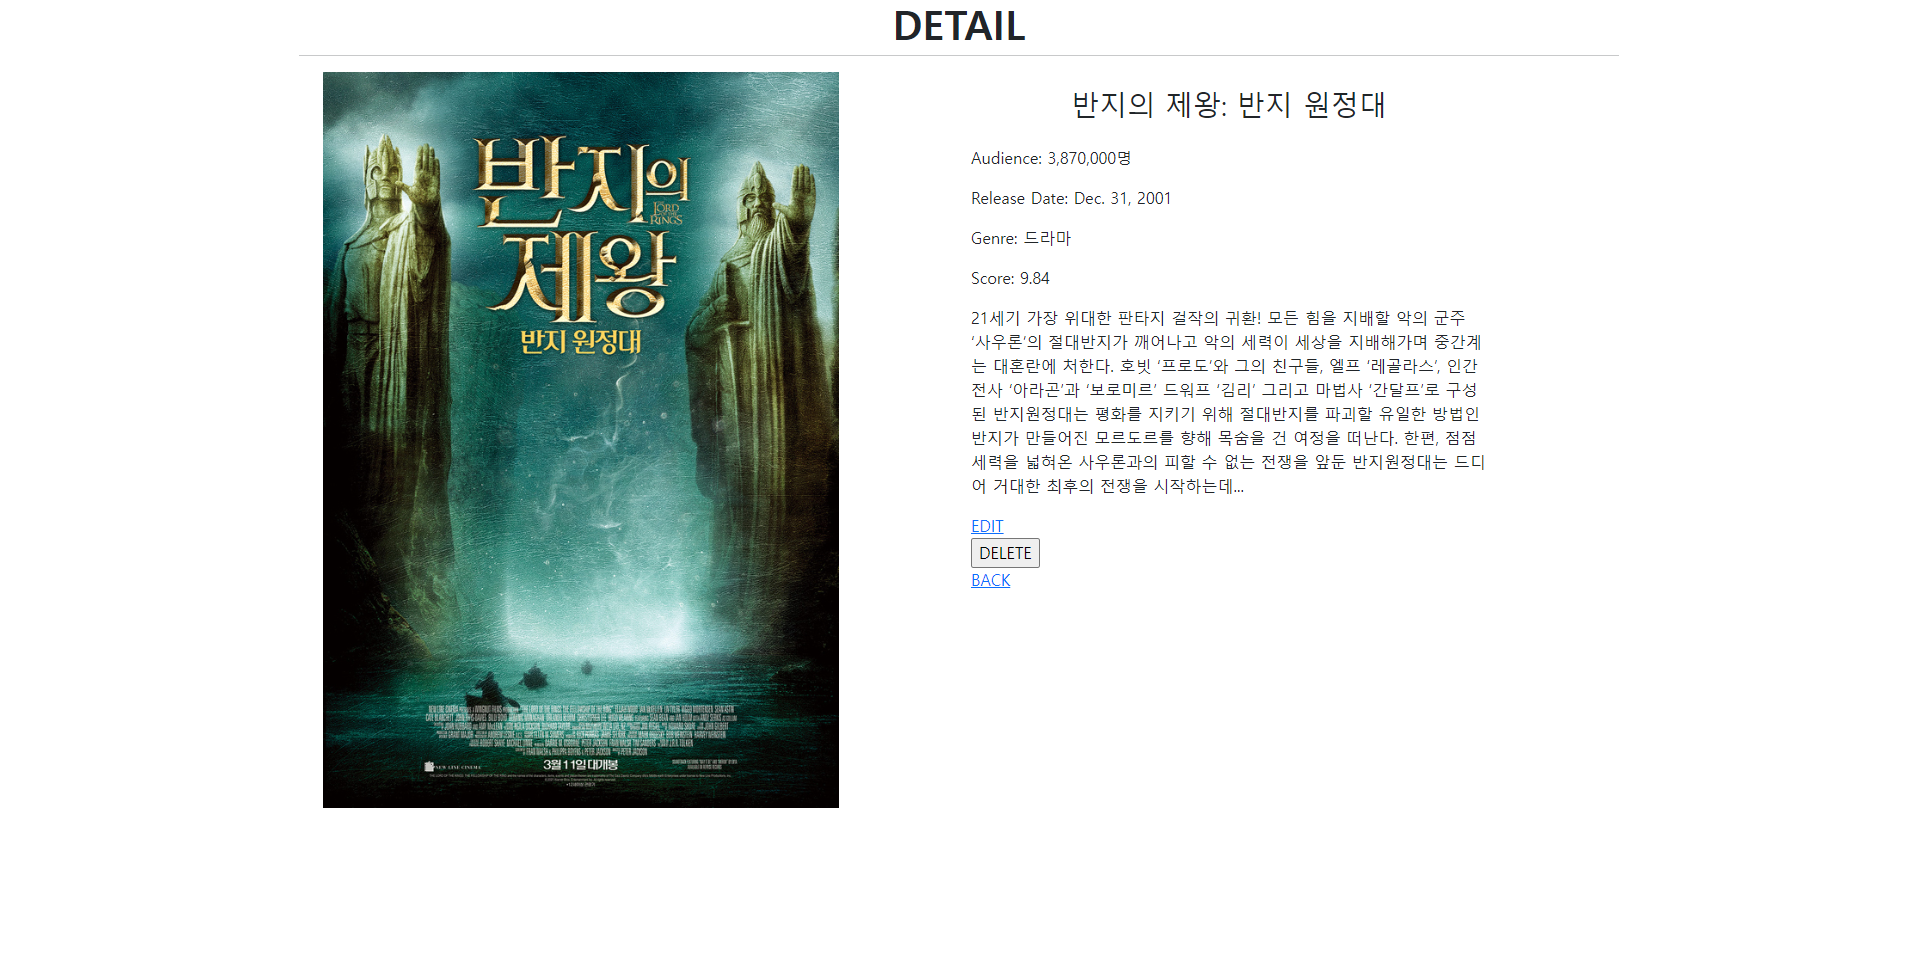 DETAIL
반지의
THE LORD OF THE RINGS
제왕
반지 원정대
NEW LINE CINEMA
3월 11일 대개봉
반지의 제왕: 반지 원정대
Audience: 3,870,000명
Release Date: Dec. 31, 2001
Genre: 드라마
Score: 9.84
21세기 가장 위대한 판타지 걸작의 귀환! 모든 힘을 지배할 악의 군주
‘사우론’의 절대반지가 깨어나고 악의 세력이 세상을 지배해가며 중간계
는 대혼란에 처한다. 호빗 ‘프로도’와 그의 친구들, 엘프 ‘레골라스’, 인간
전사 ‘아라곤’과 ‘보로미르’ 드워프 ‘김리’ 그리고 마법사 ‘간달프’로 구성
된 반지원정대는 평화를 지키기 위해 절대반지를 파괴할 유일한 방법인
반지가 만들어진 모르도르를 향해 목숨을 건 여정을 떠난다. 한편, 점점
세력을 넓혀온 사우론과의 피할 수 없는 전쟁을 앞둔 반지원정대는 드디
어 거대한 최후의 전쟁을 시작하는데...
EDIT
DELETE
BACK